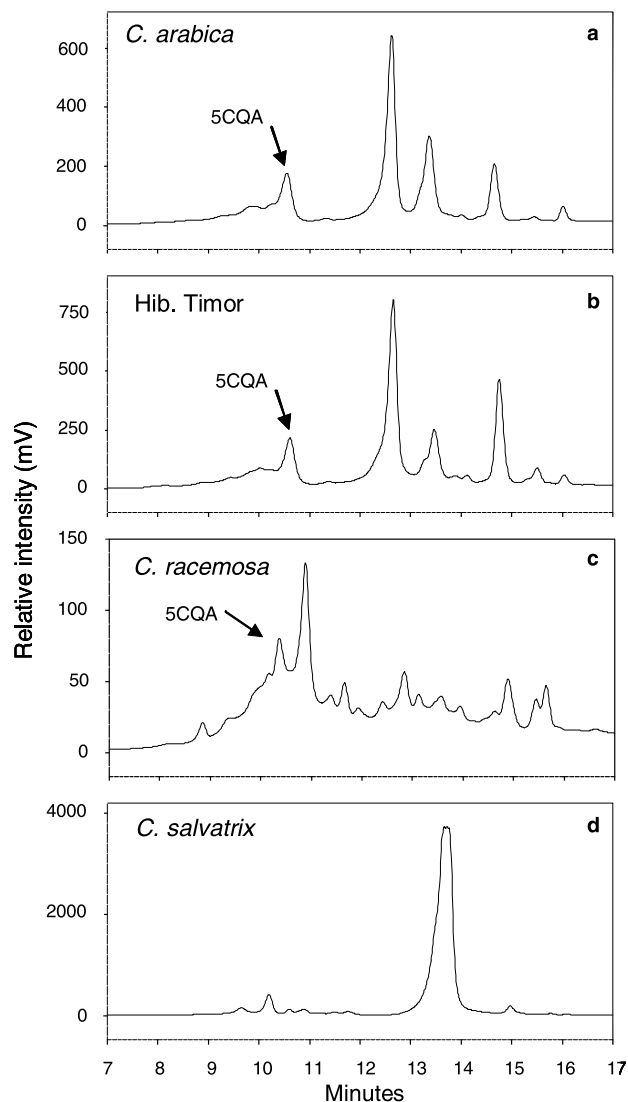 C. arabica
a
5CQA
600
400
200
0
Hib. Timor
b
5CQA
750
500
250
0
Relative intensity (mV)
C. racemosa
c
5CQA
150
100
50
0
C. salvatrix
d
4000
2000
0
7 8 9 10 11 12 13 14 15 16 17
Minutes